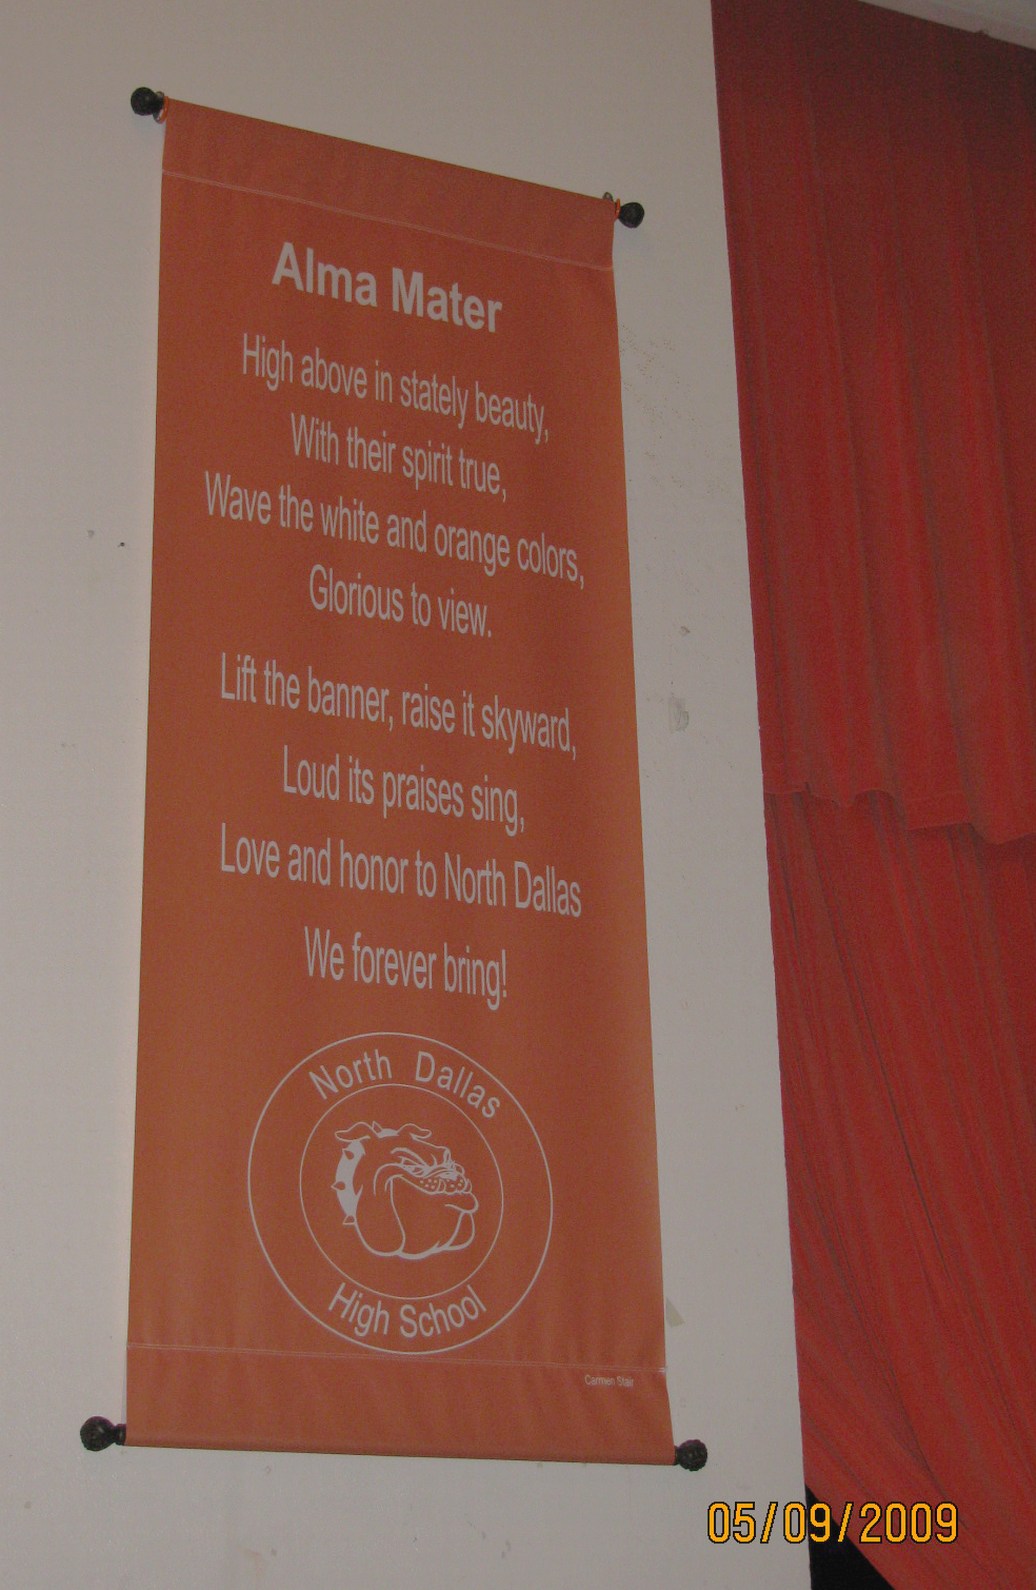 Alma Mater
High above in stately beauty,
With their spirit true,
Wave the white and orange colors,
Glorious to view.
Lift the banner, raise it skyward,
Loud its praises sing,
Love and honor to North Dallas
We forever bring!
North Dallas
High School
Carmen Stair
05/09/2009